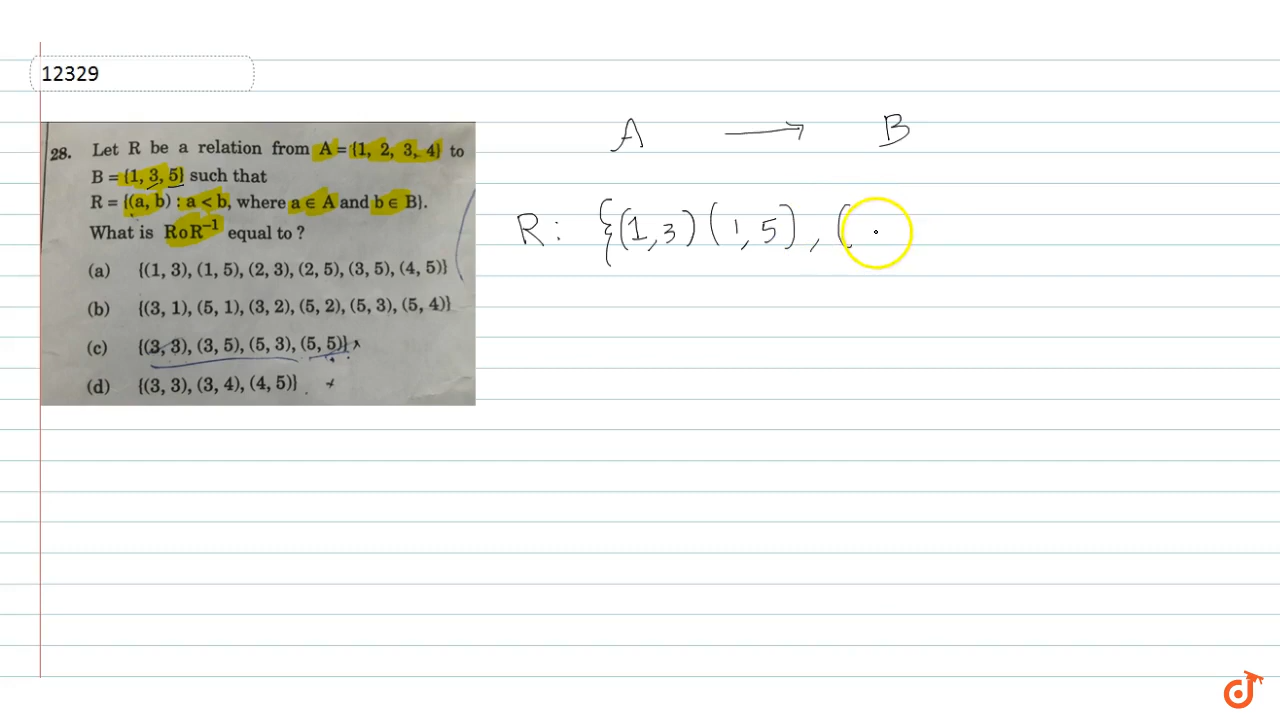 12329
28. Let R be a relation from A = {1, 2, 3, 4} to
B = {1, 3, 5} such that
R = {(a, b) : a < b, where a ∈ A and b ∈ B}.
What is R o R⁻¹ equal to ?
(a) {(1, 3), (1, 5), (2, 3), (2, 5), (3, 5), (4, 5)}
(b) {(3, 1), (5, 1), (3, 2), (5, 2), (5, 3), (5, 4)}
(c) {(3, 3), (3, 5), (5, 3), (5, 5)}
(d) {(3, 3), (3, 4), (4, 5)}
A → B
R : {(1,3) (1,5) , (